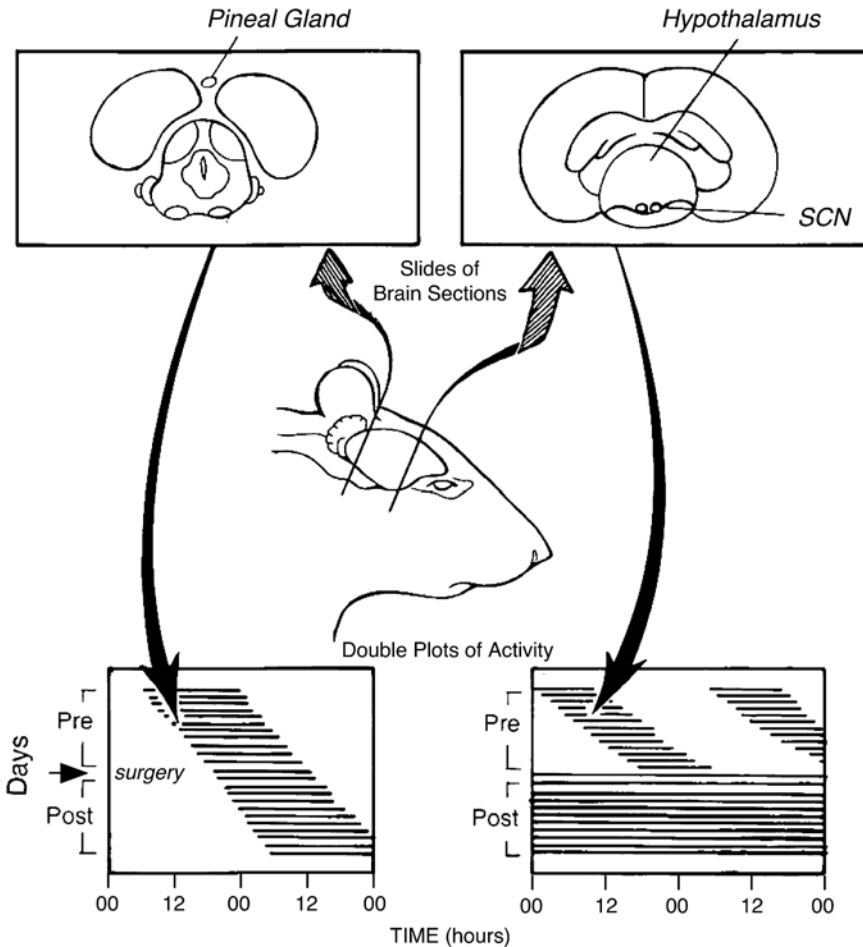 Pineal Gland
Hypothalamus
SCN
Slides of
Brain Sections
Double Plots of Activity
Days
Pre
surgery
Post
Pre
Post
00 12 00 12 00
00 12 00 12 00
TIME (hours)